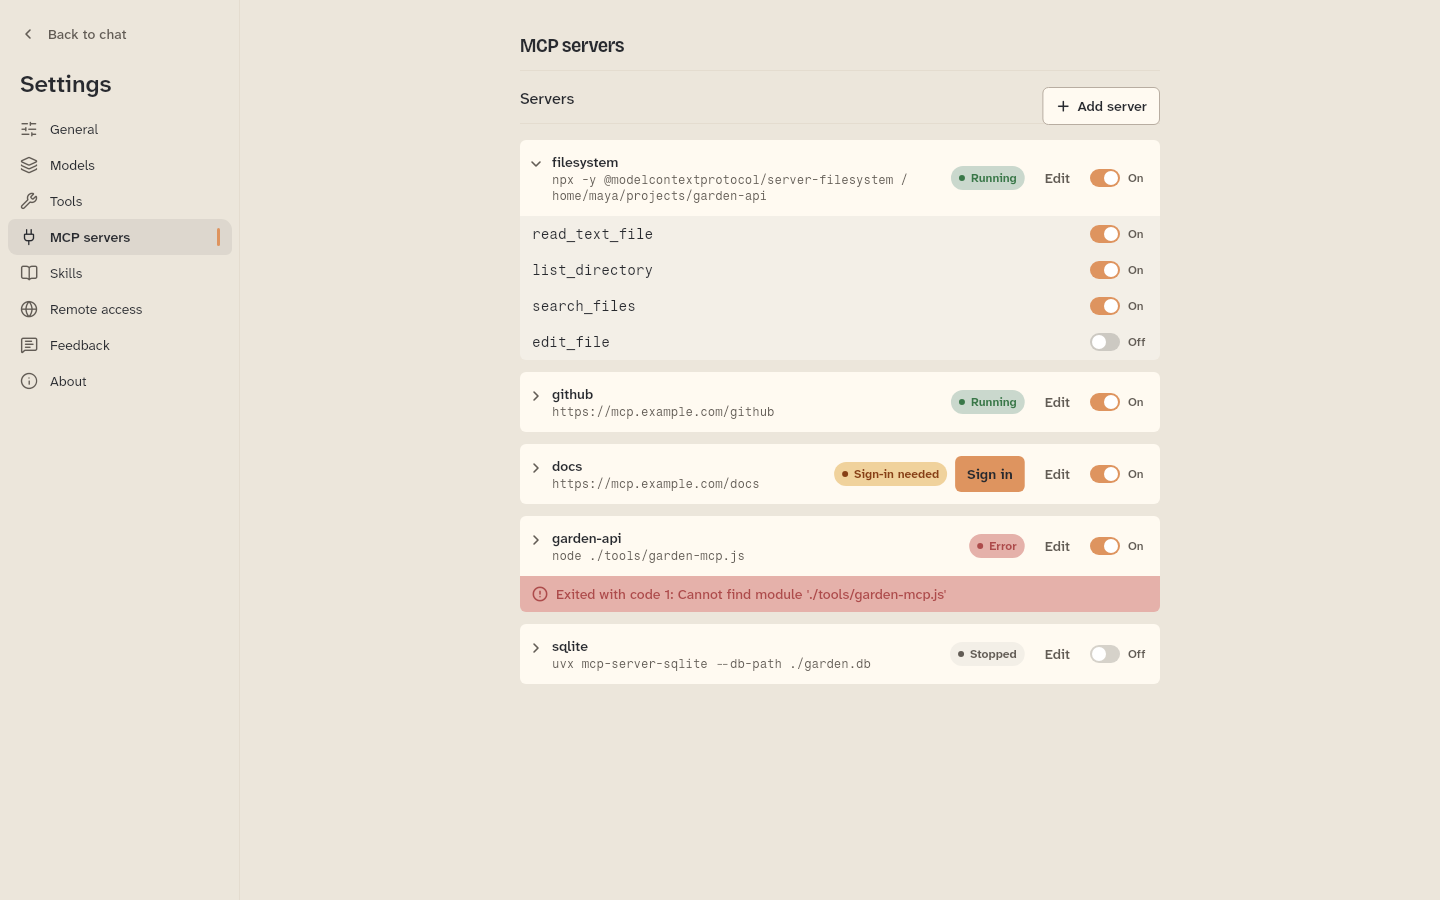 Back to chat
Settings
General
Models
Tools
MCP servers
Skills
Remote access
Feedback
About
MCP servers
Servers
Add server
filesystem
npx -y @modelcontextprotocol/server-filesystem /
home/maya/projects/garden-api
Running
Edit
On
read_text_file
On
list_directory
On
search_files
On
edit_file
Off
github
https://mcp.example.com/github
Running
Edit
On
docs
https://mcp.example.com/docs
Sign-in needed
Sign in
Edit
On
garden-api
node ./tools/garden-mcp.js
Error
Edit
On
Exited with code 1: Cannot find module './tools/garden-mcp.js'
sqlite
uvx mcp-server-sqlite --db-path ./garden.db
Stopped
Edit
Off